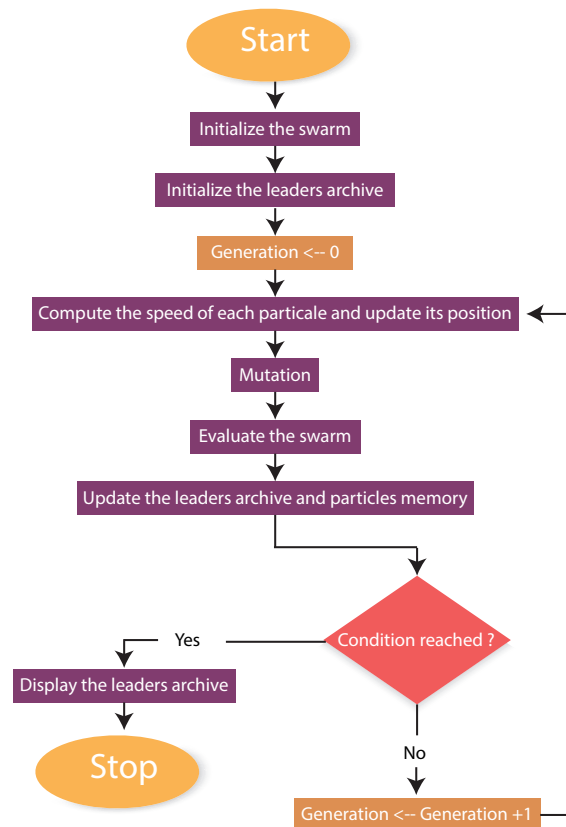 Start
Initialize the swarm
Initialize the leaders archive
Generation <-- 0
Compute the speed of each particale and update its position
Mutation
Evaluate the swarm
Update the leaders archive and particles memory
Condition reached ?
Yes
Display the leaders archive
Stop
No
Generation <-- Generation +1